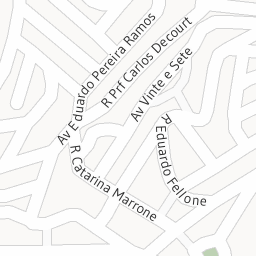 Av Eduardo Pereira Ramos
R Prf Carlos Decourt
Av Vinte e Sete
R Eduardo Fellone
R Catarina Marrone